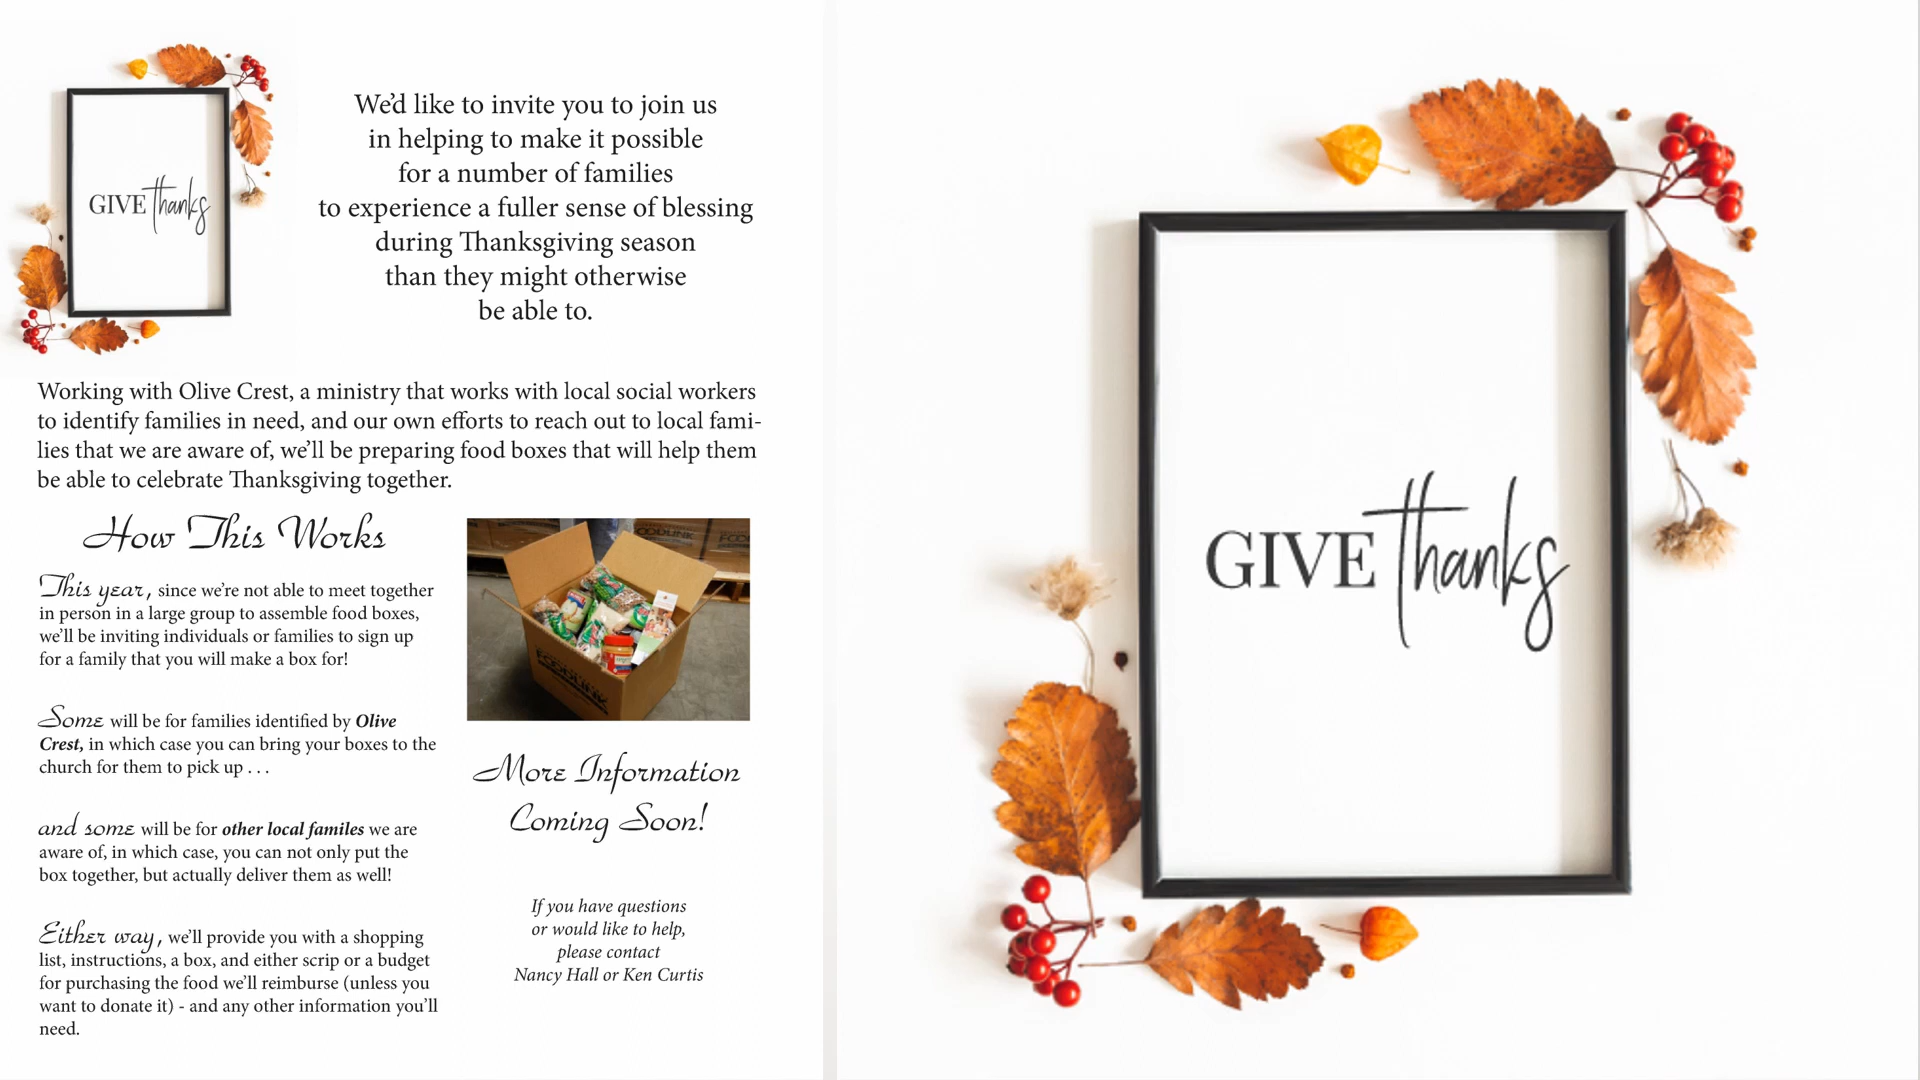 GIVE thanks
We'd like to invite you to join us
in helping to make it possible
for a number of families
to experience a fuller sense of blessing
during Thanksgiving season
than they might otherwise
be able to.
Working with Olive Crest, a ministry that works with local social workers
to identify families in need, and our own efforts to reach out to local fami-
lies that we are aware of, we'll be preparing food boxes that will help them
be able to celebrate Thanksgiving together.
How This Works
This year, since we're not able to meet together
in person in a large group to assemble food boxes,
we'll be inviting individuals or families to sign up
for a family that you will make a box for!
Some will be for families identified by Olive
Crest, in which case you can bring your boxes to the
church for them to pick up . . .
and some will be for other local familes we are
aware of, in which case, you can not only put the
box together, but actually deliver them as well!
Either way, we'll provide you with a shopping
list, instructions, a box, and either scrip or a budget
for purchasing the food we'll reimburse (unless you
want to donate it) - and any other information you'll
need.
FOODLINK
More Information
Coming Soon!
If you have questions
or would like to help,
please contact
Nancy Hall or Ken Curtis
GIVE thanks